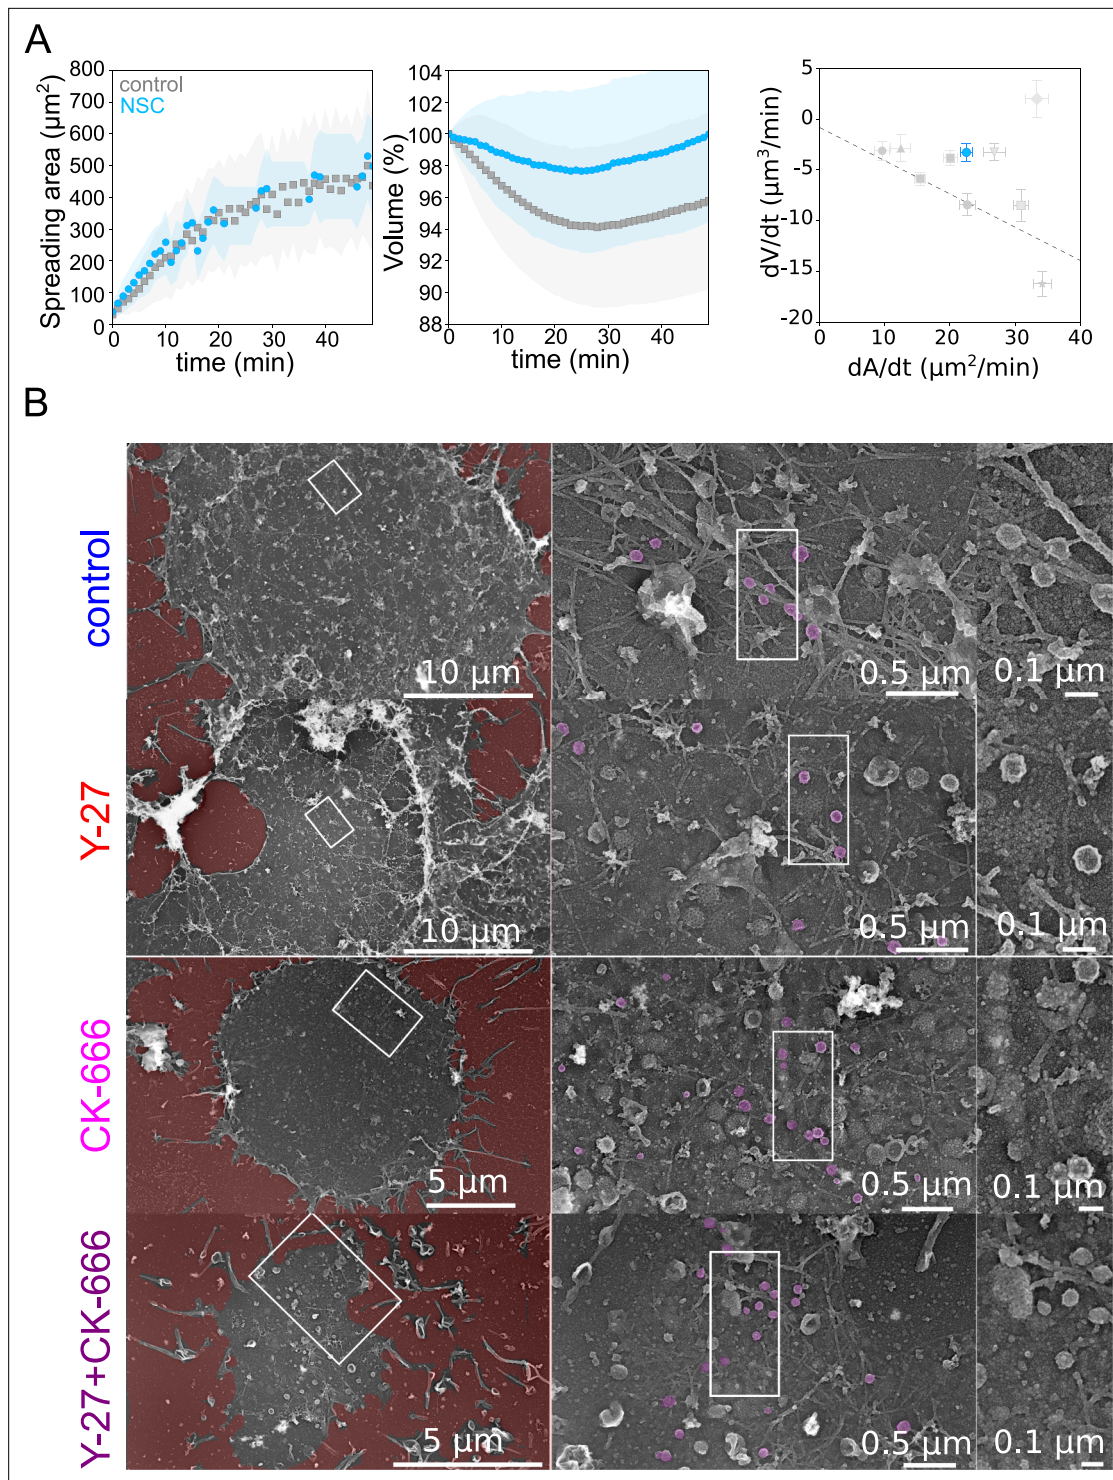 A
800
700
600
500
400
300
200
100
0
control
NSC
Spreading area (µm²)
0 10 20 30 40
time (min)
104
102
100
98
96
94
92
90
88
Volume (%)
0 10 20 30 40
time (min)
5
0
-5
-10
-15
-20
dV/dt (µm³/min)
0 10 20 30 40
dA/dt (µm²/min)
B
control
10 µm
0.5 µm
0.1 µm
Y-27
10 µm
0.5 µm
0.1 µm
CK-666
5 µm
0.5 µm
0.1 µm
Y-27+CK-666
5 µm
0.5 µm
0.1 µm